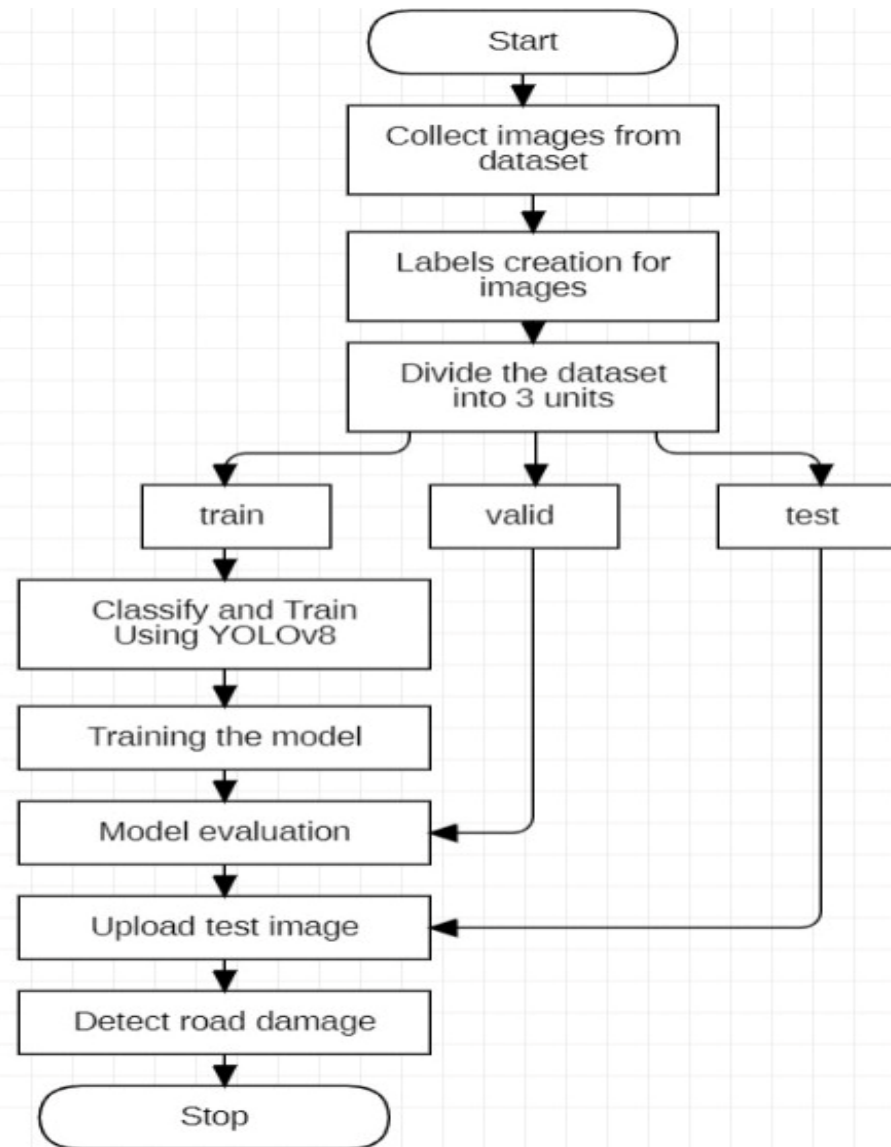 Start
Collect images from
dataset
Labels creation for
images
Divide the dataset
into 3 units
train
valid
test
Classify and Train
Using YOLOv8
Training the model
Model evaluation
Upload test image
Detect road damage
Stop